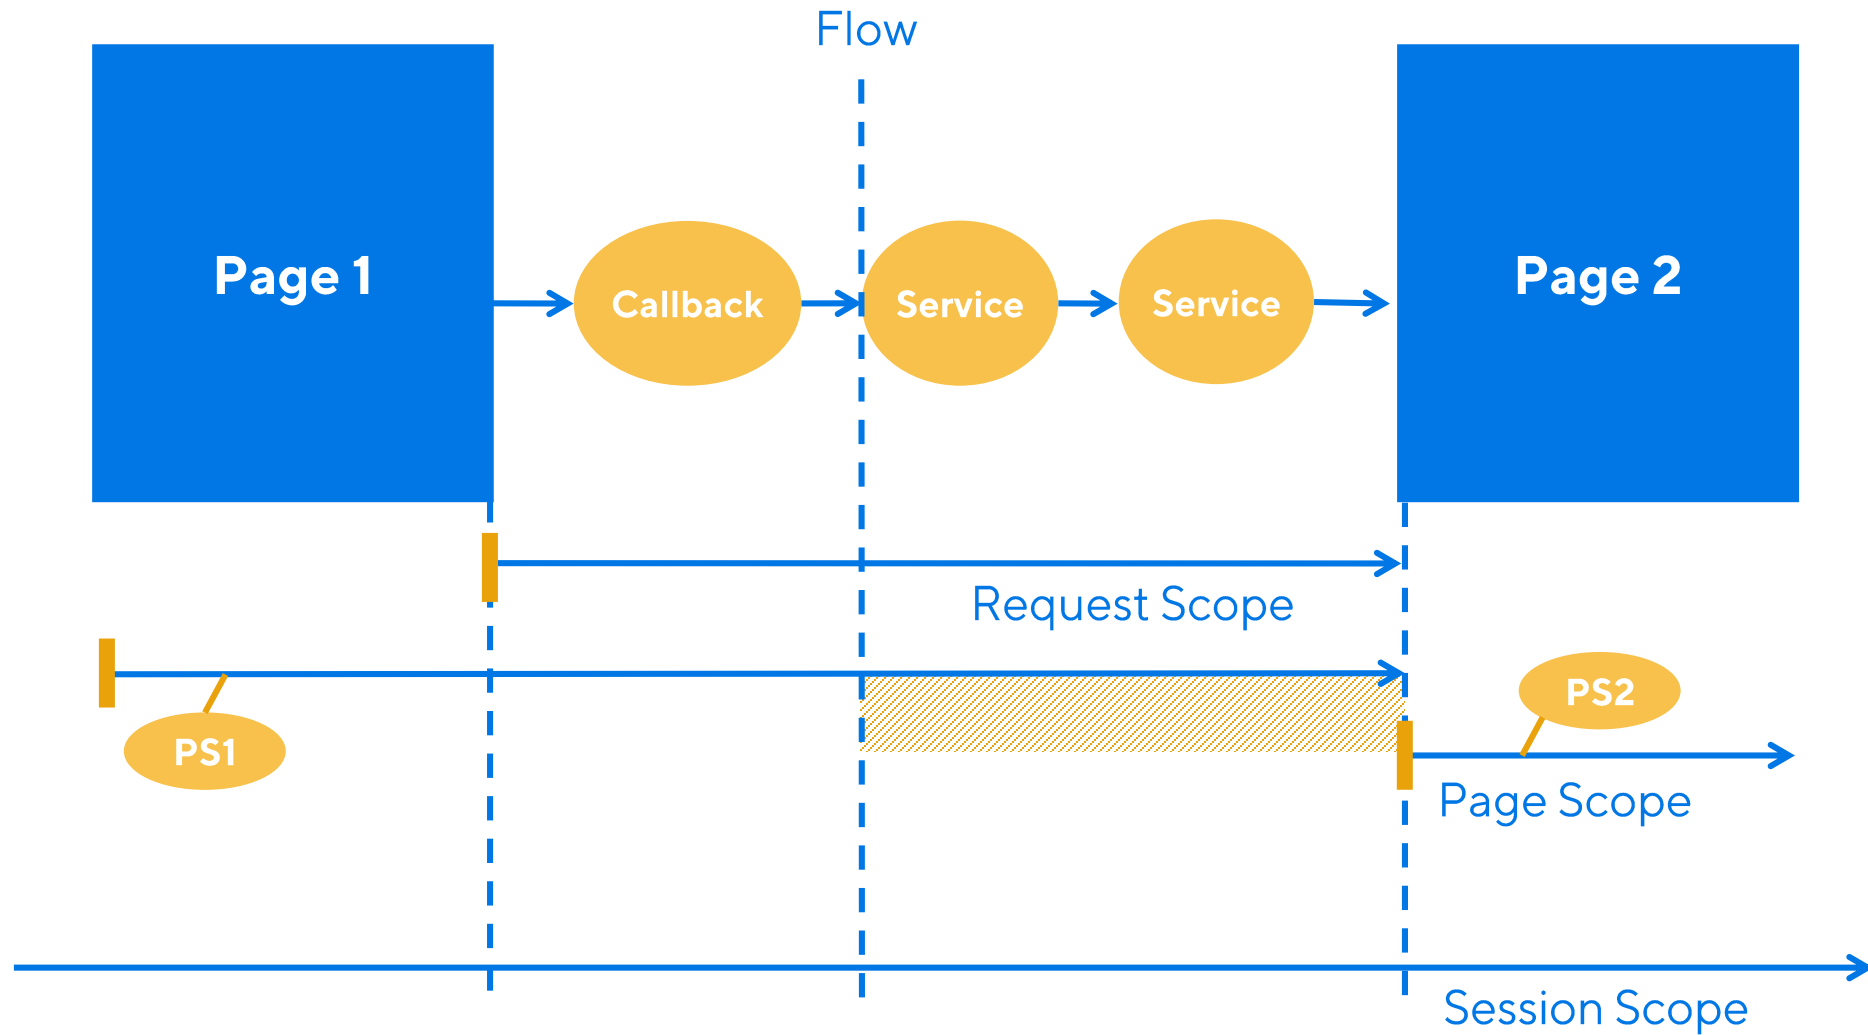 Flow
Page 1
Callback
Service
Service
Page 2
Request Scope
PS1
PS2
Page Scope
Session Scope